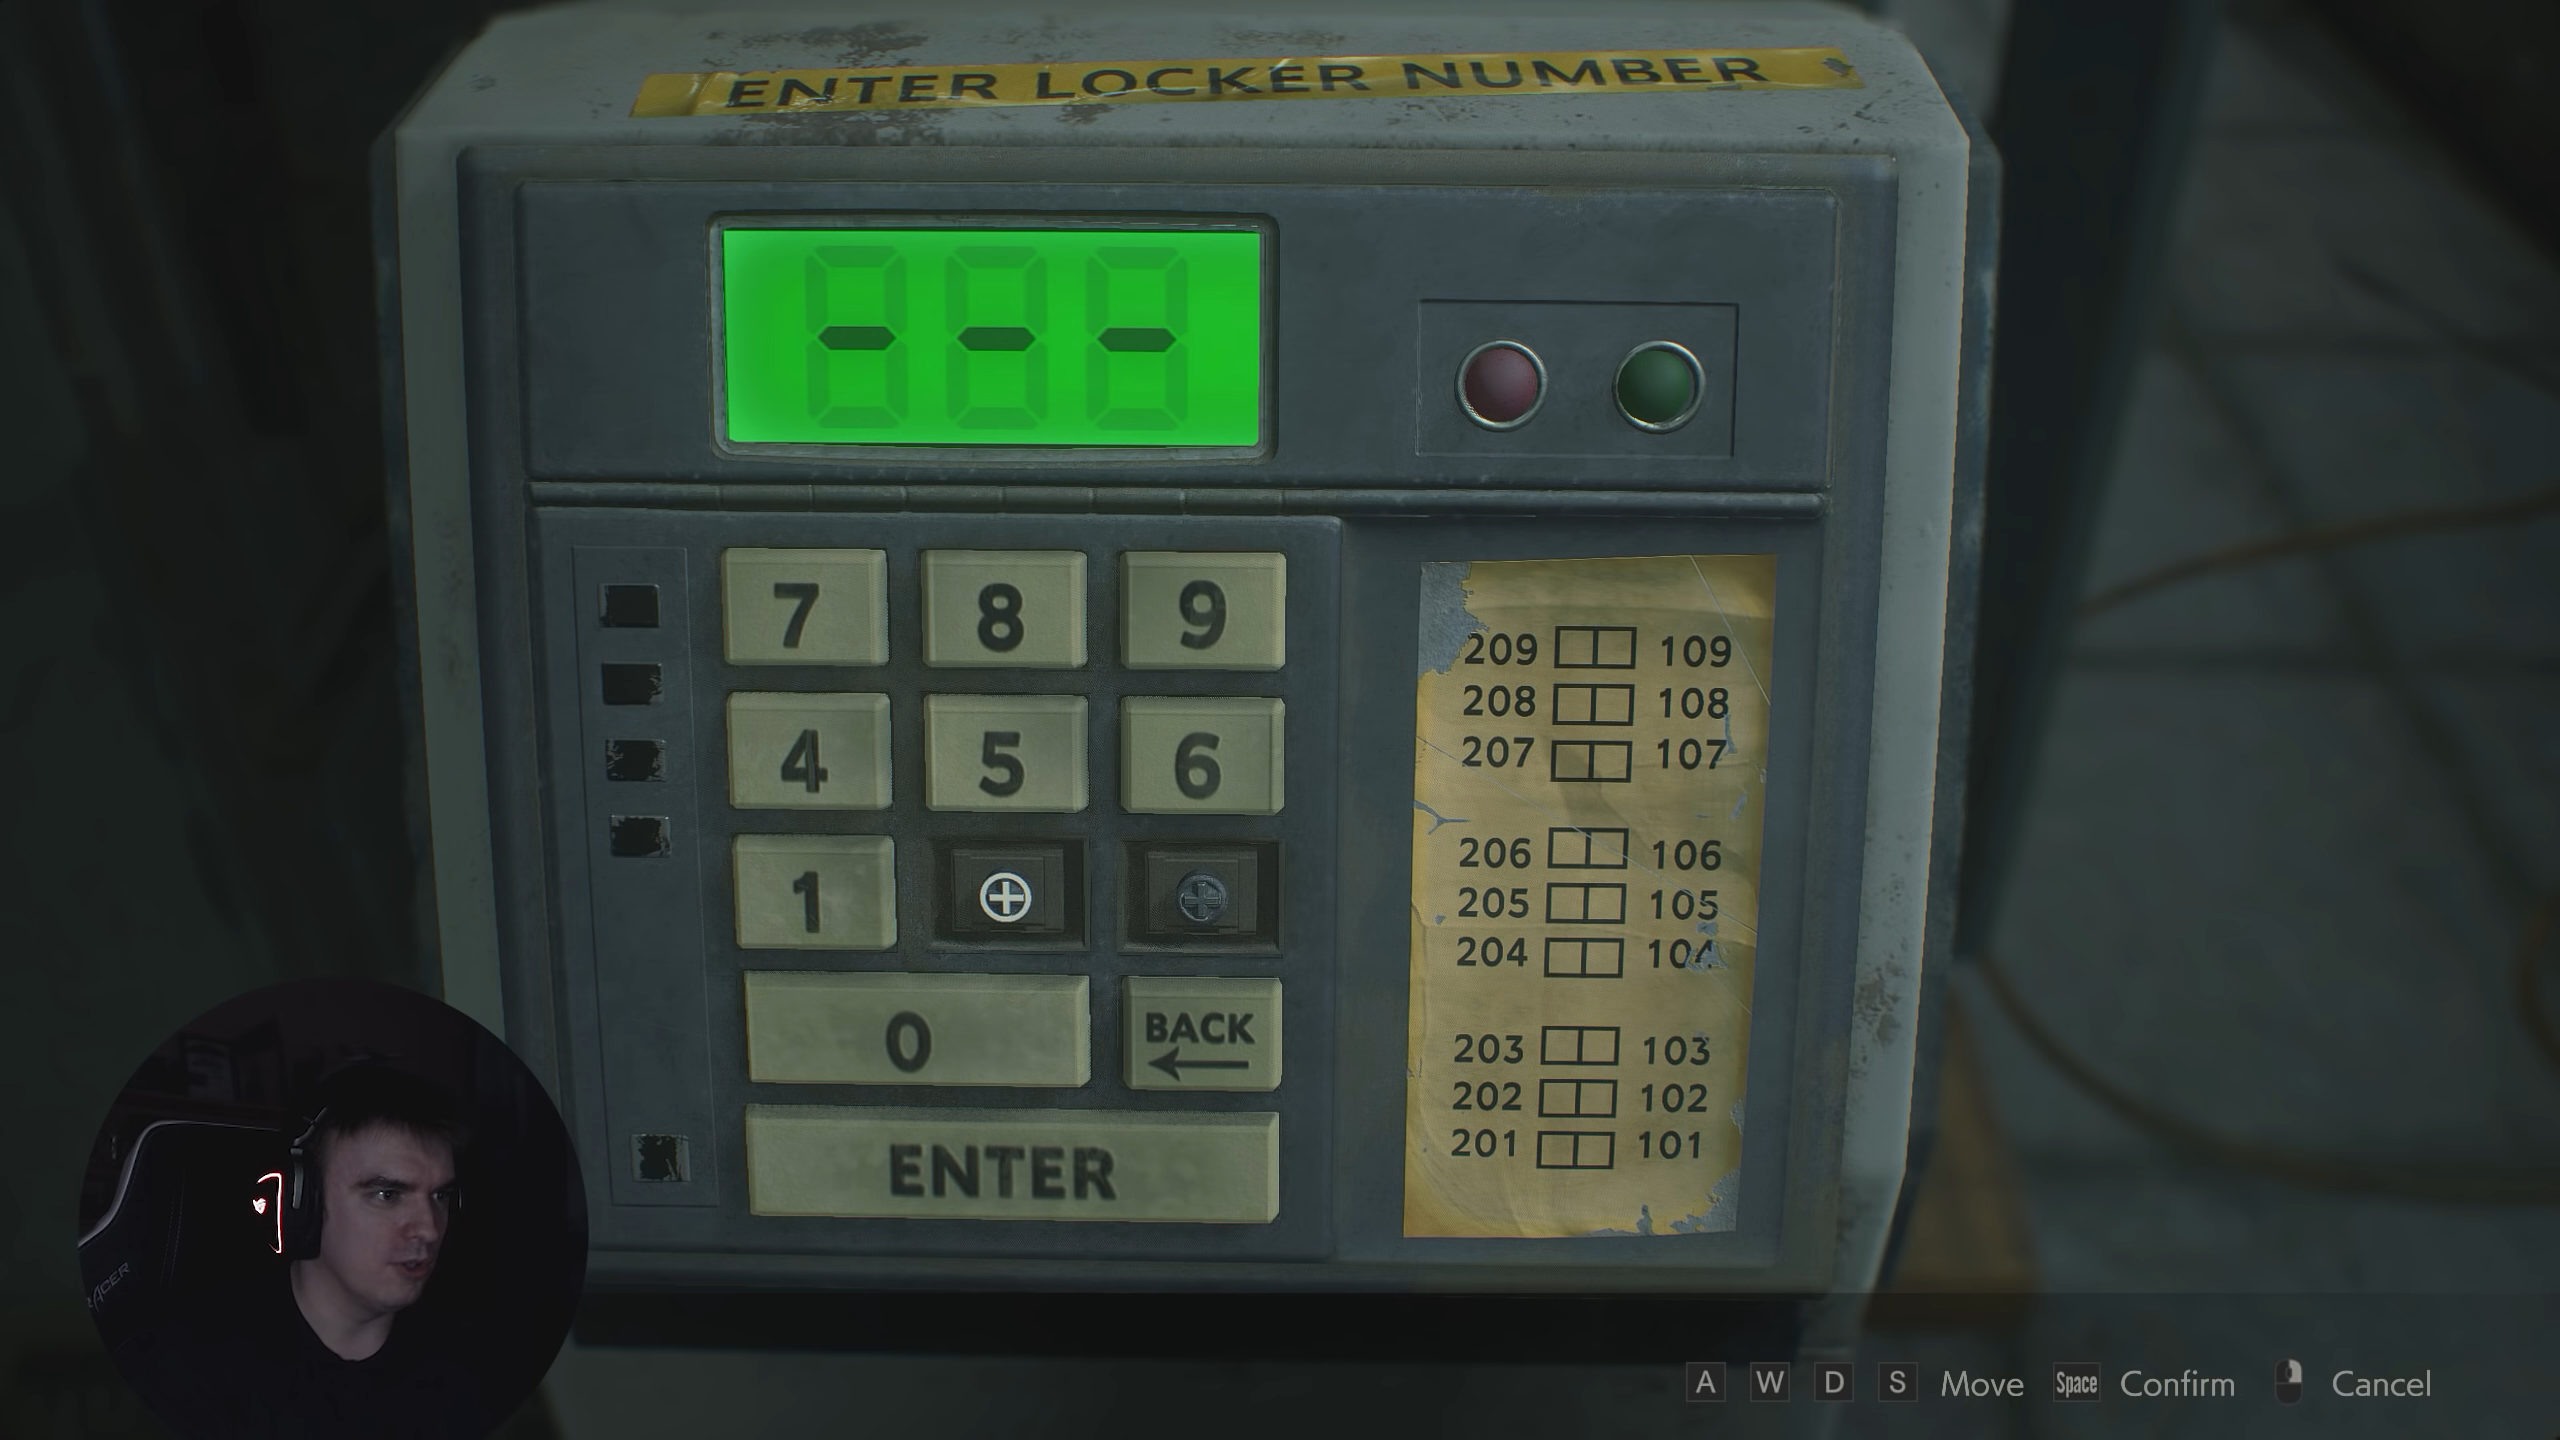 ENTER LOCKER NUMBER
7 8 9
4 5 6
1
0 BACK
ENTER
209 109
208 108
207 107
206 106
205 105
204 104
203 103
202 102
201 101
A W D S Move Space Confirm Cancel